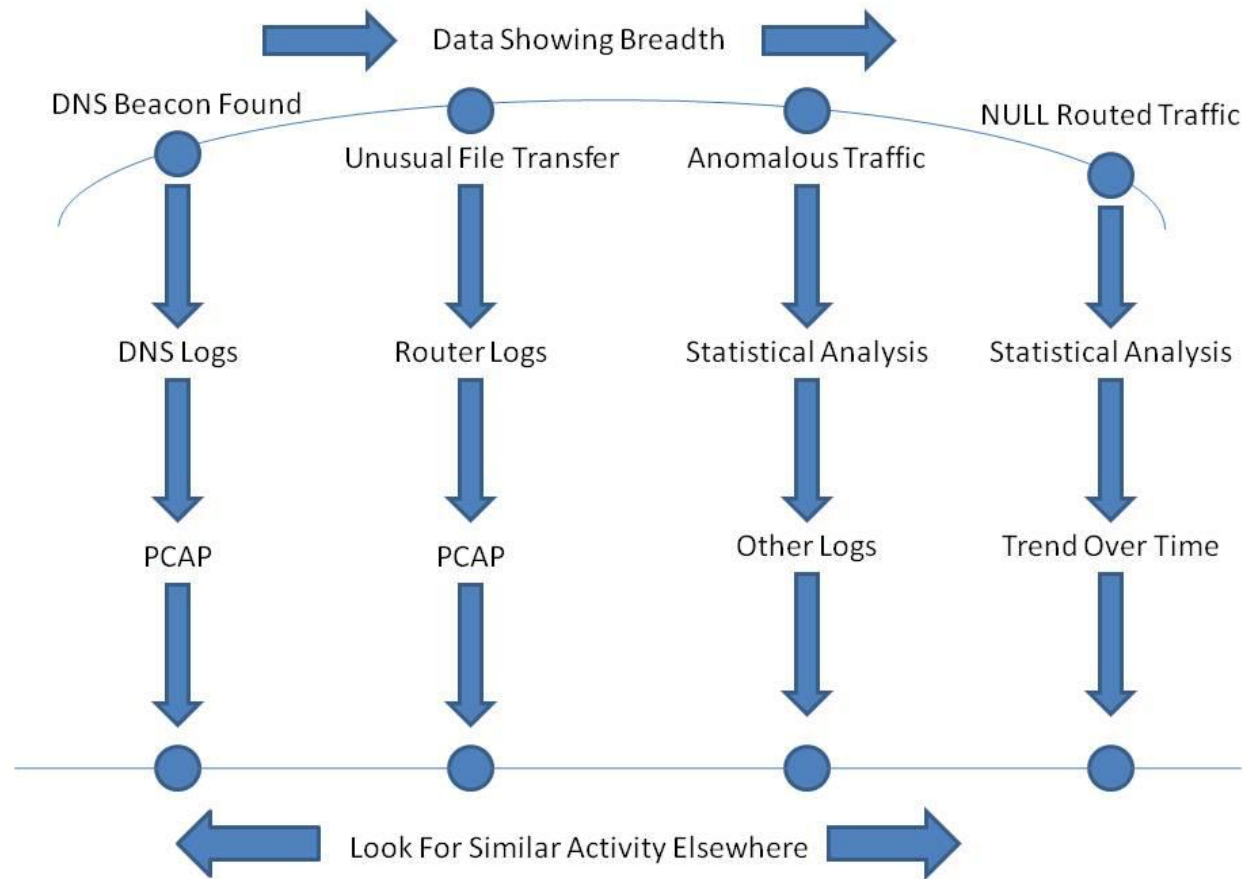 Data Showing Breadth
DNS Beacon Found
NULL Routed Traffic
Unusual File Transfer
Anomalous Traffic
DNS Logs
Router Logs
Statistical Analysis
Statistical Analysis
PCAP
PCAP
Other Logs
Trend Over Time
Look For Similar Activity Elsewhere